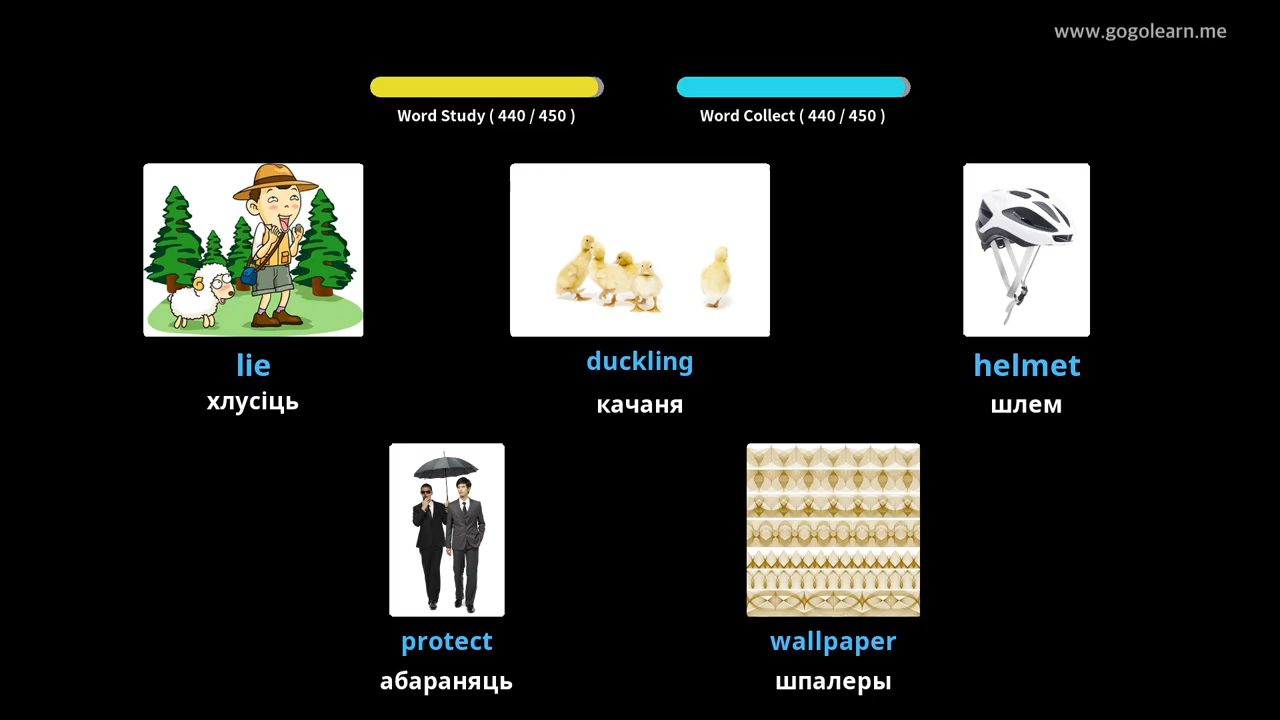 www.gogolearn.me
Word Study ( 440 / 450 )
Word Collect ( 440 / 450 )
lie
хлусіць
duckling
качаня
helmet
шлем
protect
абараняць
wallpaper
шпалеры